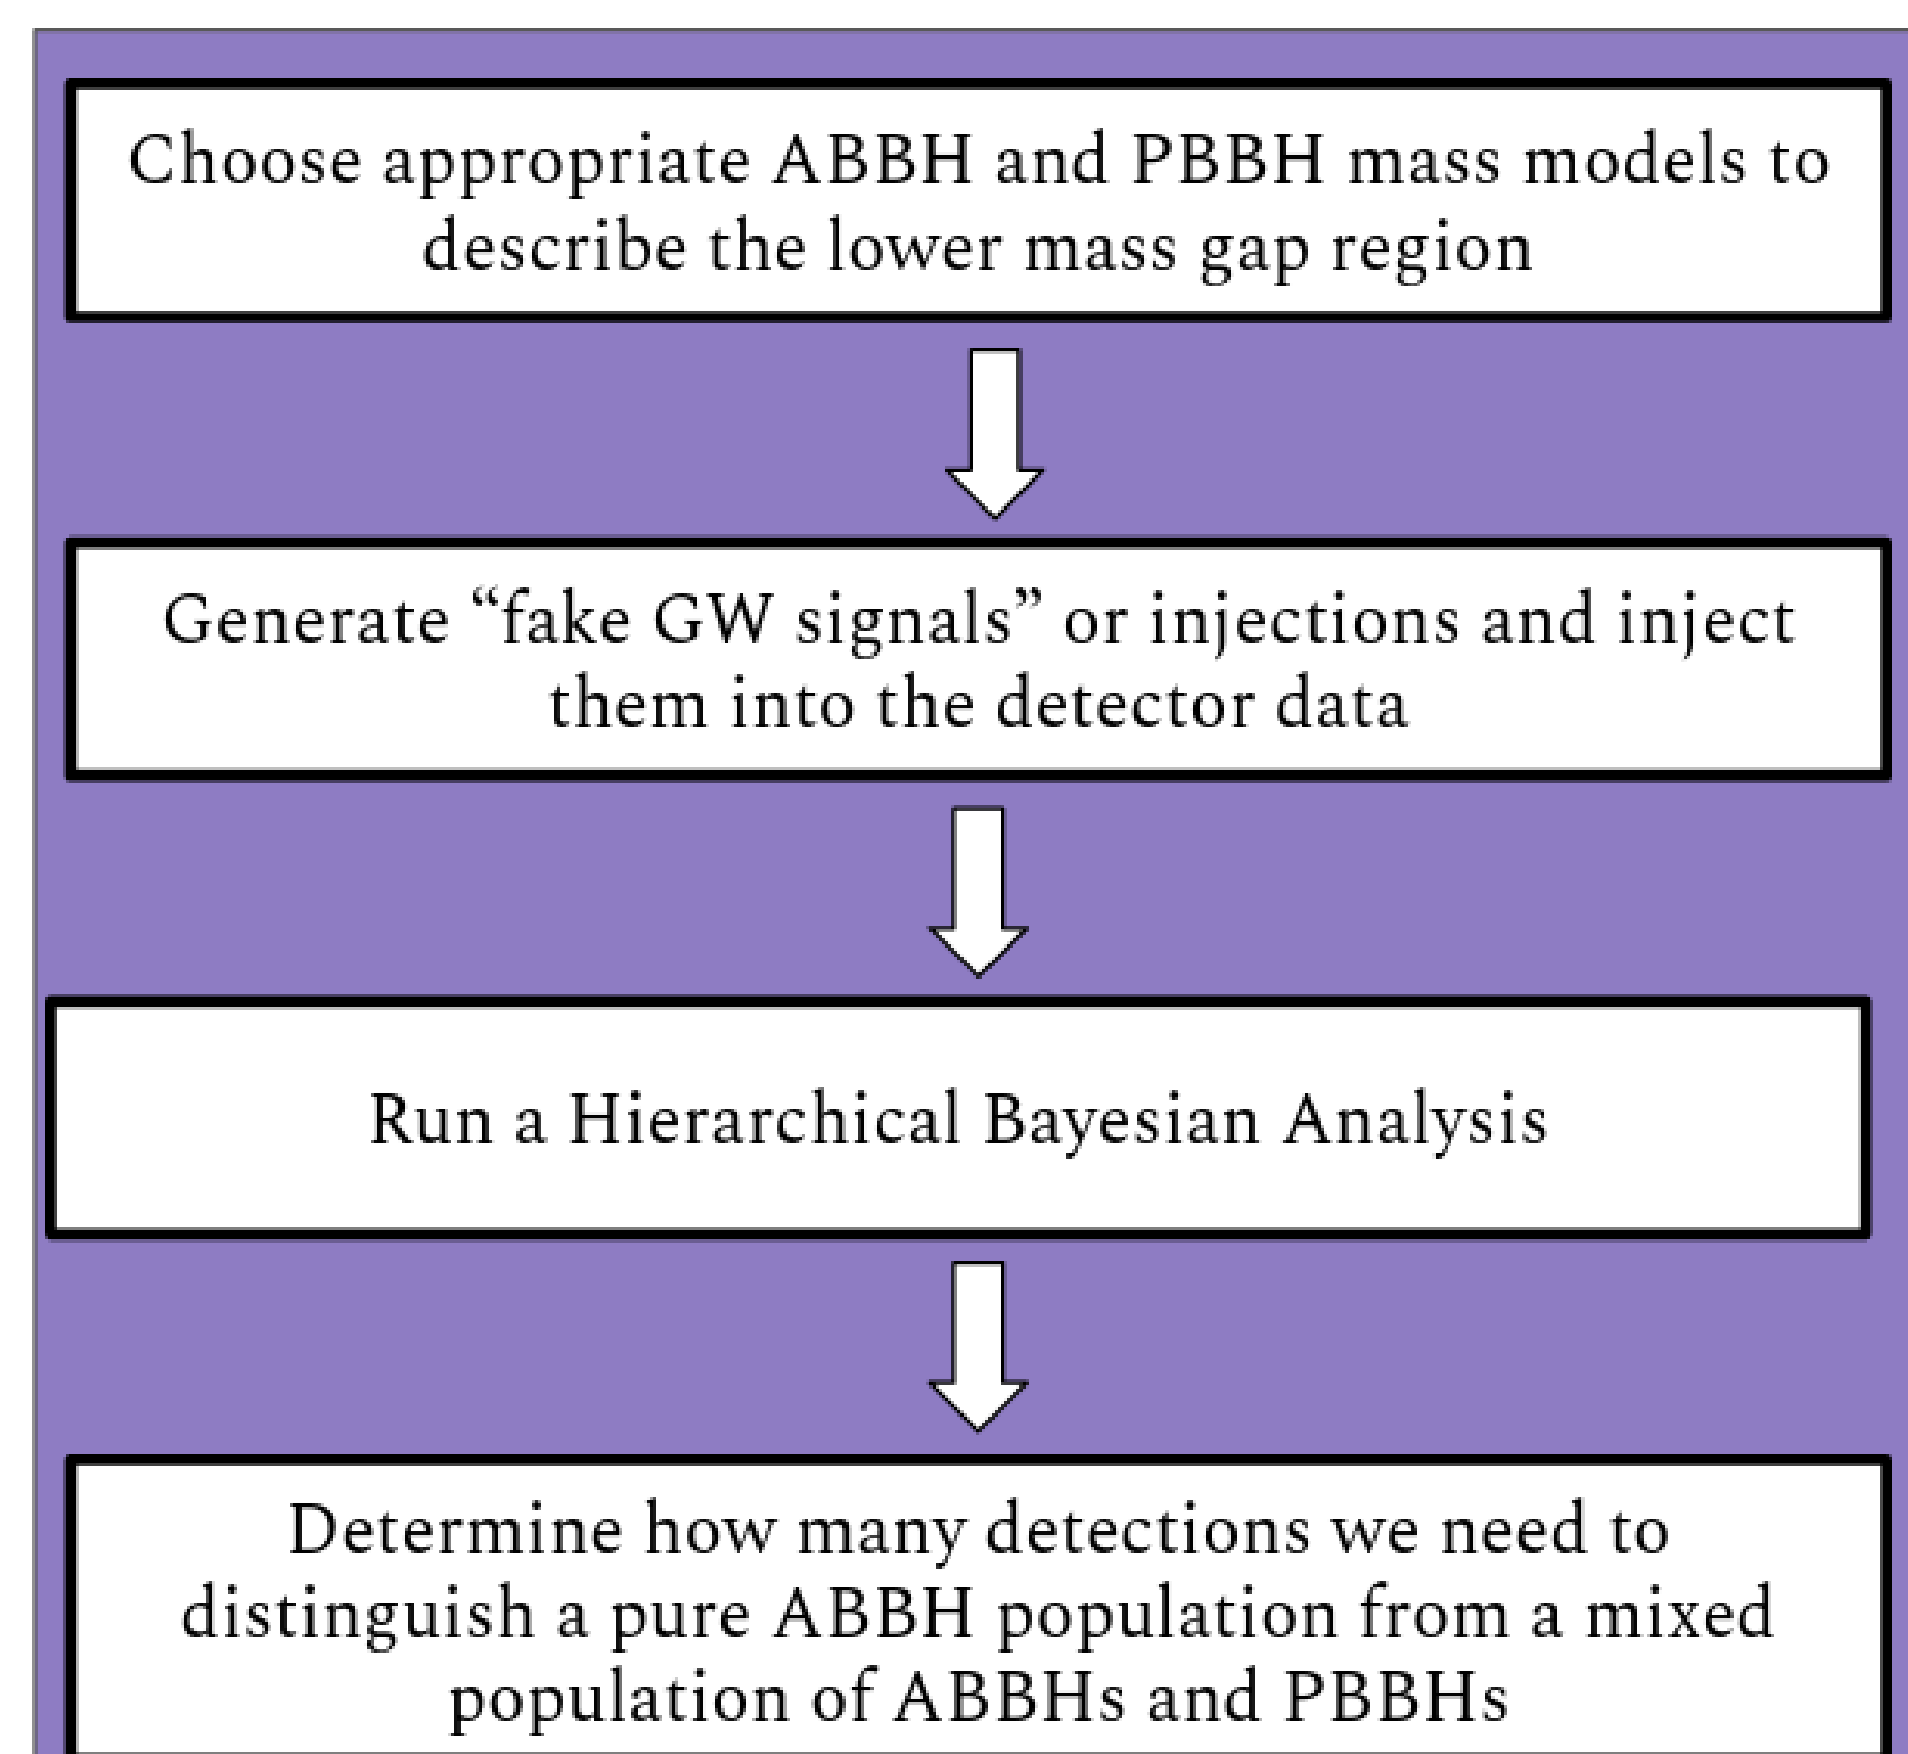 Choose appropriate ABBH and PBBH mass models to
describe the lower mass gap region
Generate “fake GW signals” or injections and inject
them into the detector data
Run a Hierarchical Bayesian Analysis
Determine how many detections we need to
distinguish a pure ABBH population from a mixed
population of ABBHs and PBBHs